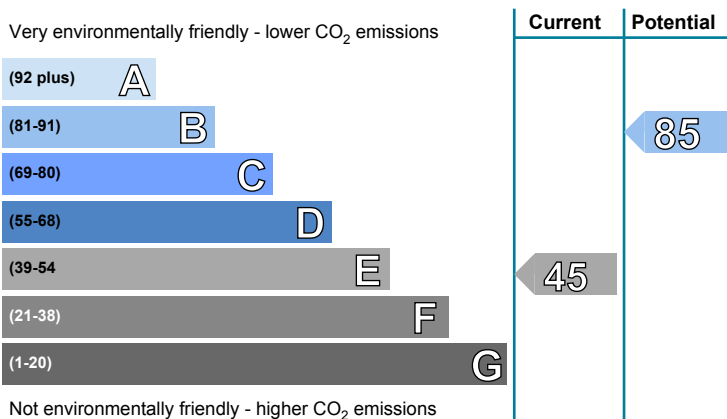 Very environmentally friendly - lower CO₂ emissions
Current
Potential
(92 plus) A
(81-91) B
85
(69-80) C
(55-68) D
(39-54 E
45
(21-38) F
(1-20) G
Not environmentally friendly - higher CO₂ emissions